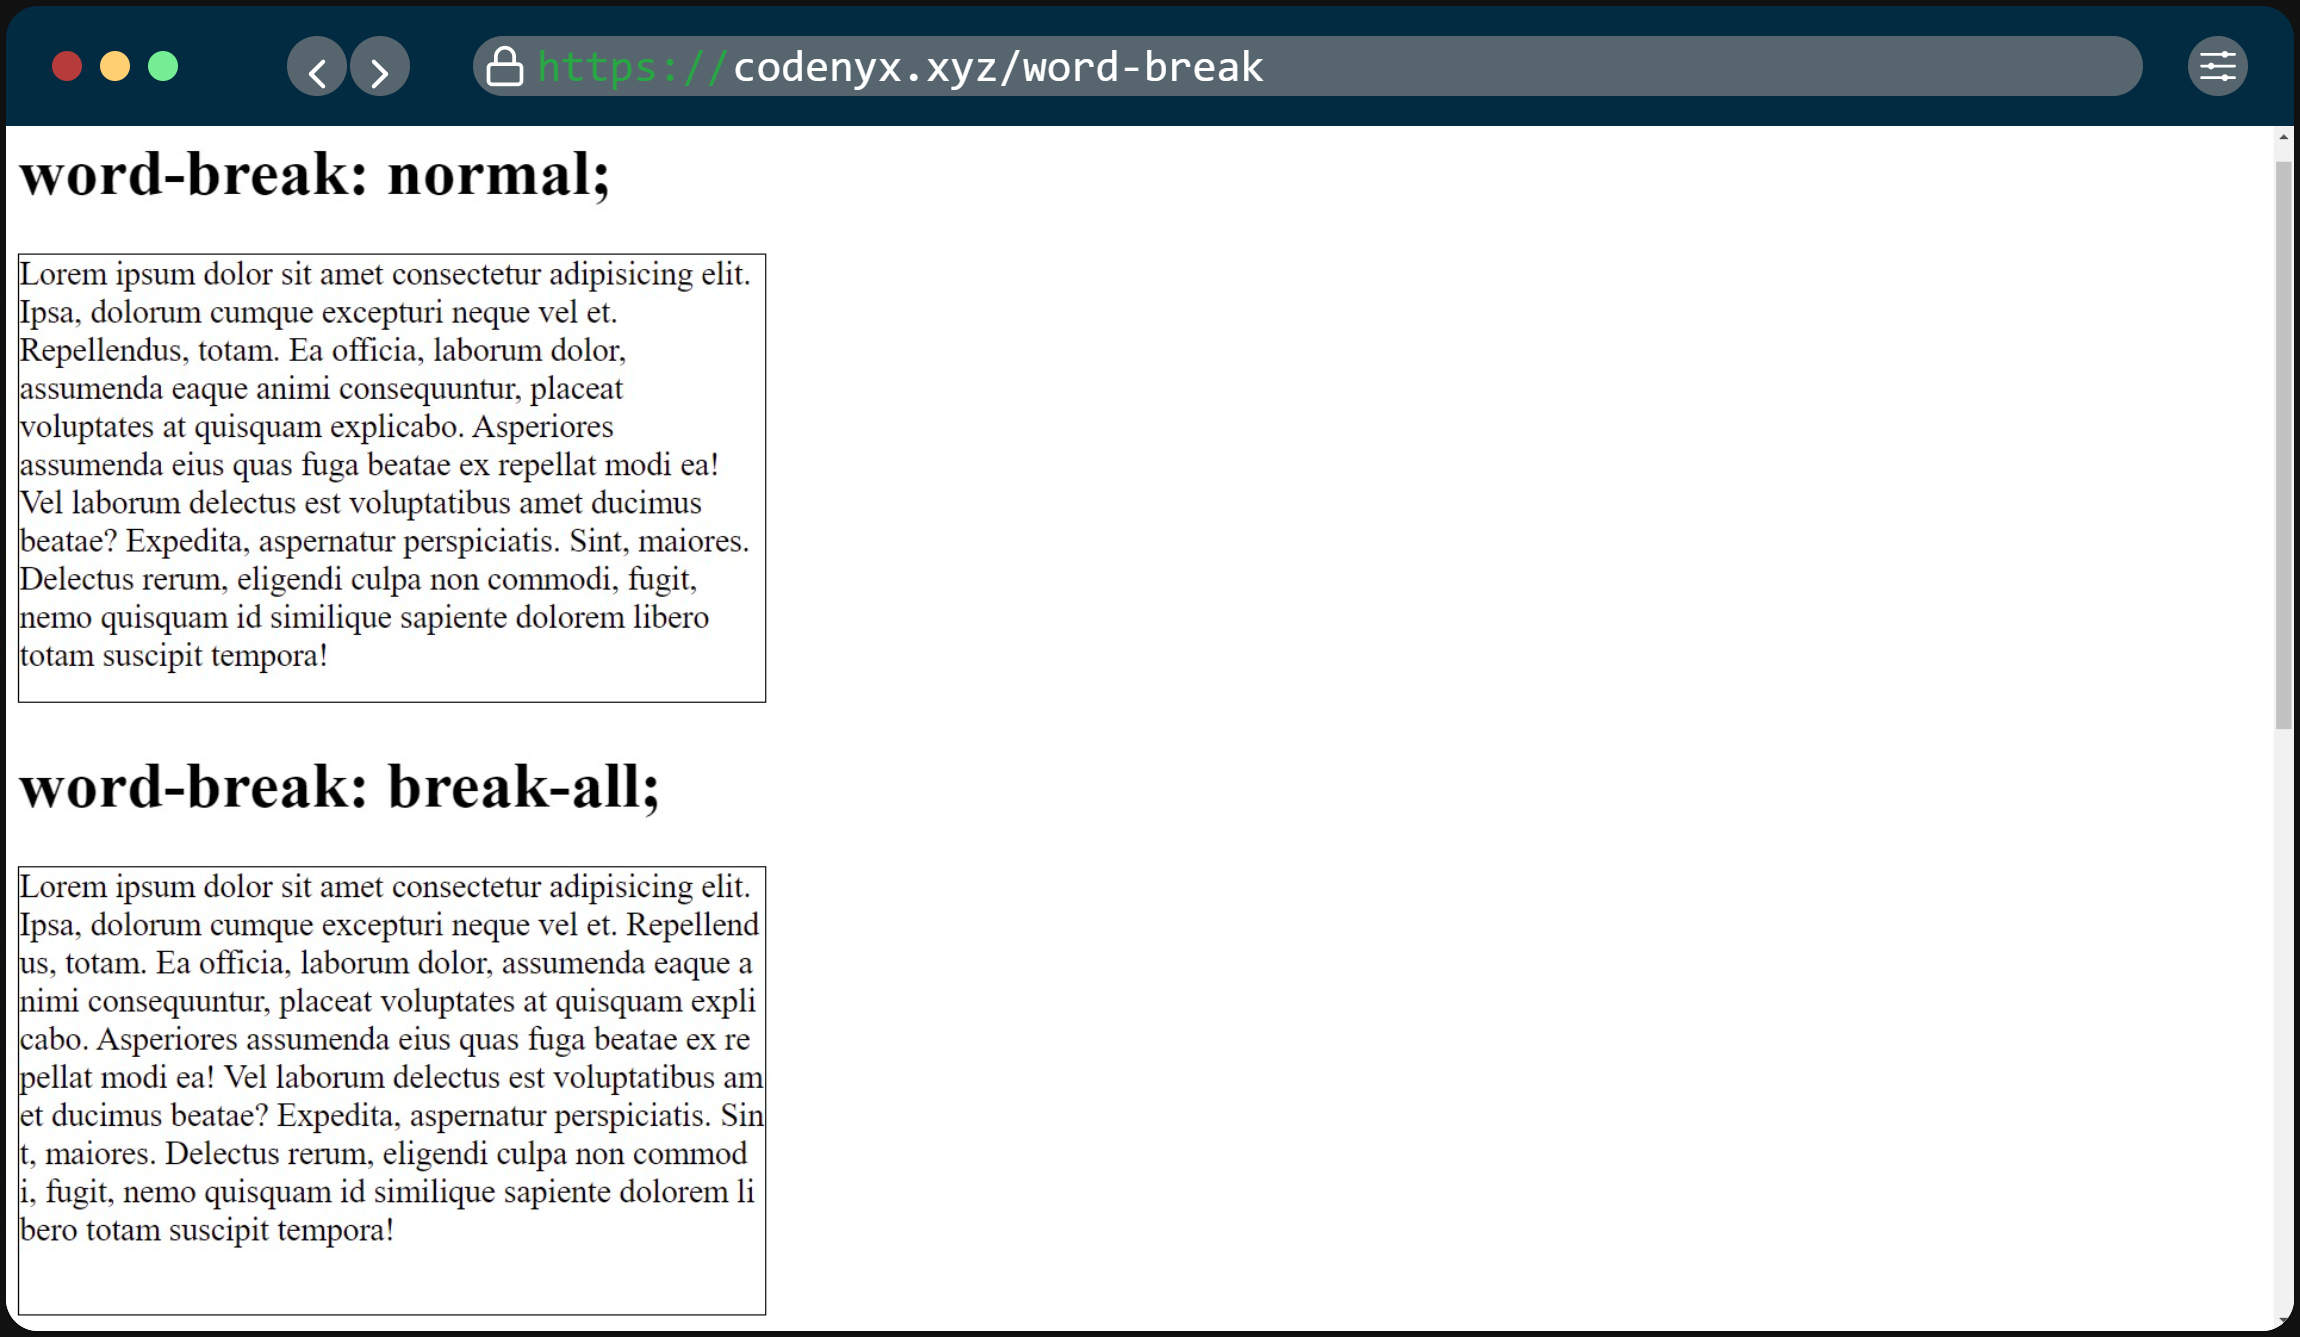 https://codenyx.xyz/word-break
word-break: normal;
Lorem ipsum dolor sit amet consectetur adipisicing elit.
Ipsa, dolorum cumque excepturi neque vel et.
Repellendus, totam. Ea officia, laborum dolor,
assumenda eaque animi consequuntur, placeat
voluptates at quisquam explicabo. Asperiores
assumenda eius quas fuga beatae ex repellat modi ea!
Vel laborum delectus est voluptatibus amet ducimus
beatae? Expedita, aspernatur perspiciatis. Sint, maiores.
Delectus rerum, eligendi culpa non commodi, fugit,
nemo quisquam id similique sapiente dolorem libero
totam suscipit tempora!
word-break: break-all;
Lorem ipsum dolor sit amet consectetur adipisicing elit.
Ipsa, dolorum cumque excepturi neque vel et. Repellend
us, totam. Ea officia, laborum dolor, assumenda eaque a
nimi consequuntur, placeat voluptates at quisquam expli
cabo. Asperiores assumenda eius quas fuga beatae ex re
pellat modi ea! Vel laborum delectus est voluptatibus am
et ducimus beatae? Expedita, aspernatur perspiciatis. Sin
t, maiores. Delectus rerum, eligendi culpa non commod
i, fugit, nemo quisquam id similique sapiente dolorem li
bero totam suscipit tempora!